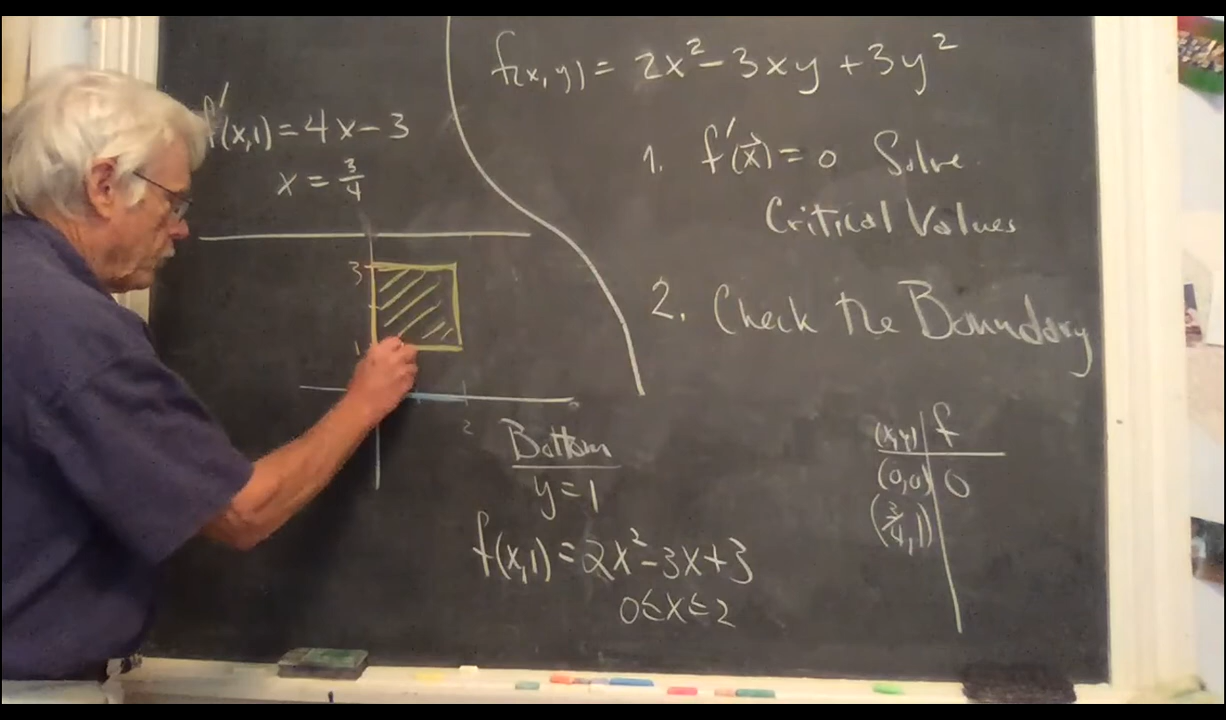 f'(x,1) = 4x - 3
x = 3/4
3
1
2
f(x,y) = 2x² - 3xy + 3y²
1. f'(x⃗) = 0 Solve
Critical Values
2. Check the Boundary
Bottom
y = 1
f(x,1) = 2x² - 3x + 3
0 ≤ x ≤ 2
(x,y) | f
(0,0) | 0
(3/4,1)